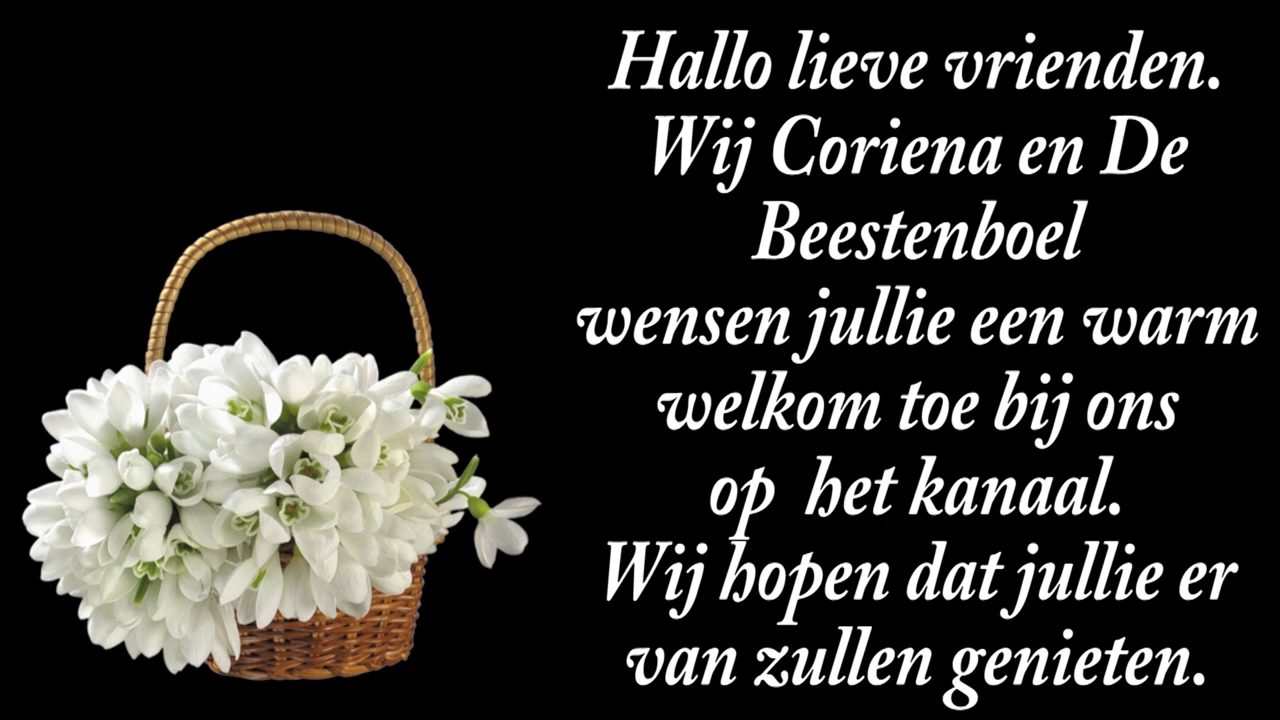 Hallo lieve vrienden.
Wij Coriena en De
Beestenboel
wensen jullie een warm
welkom toe bij ons
op het kanaal.
Wij hopen dat jullie er
van zullen genieten.